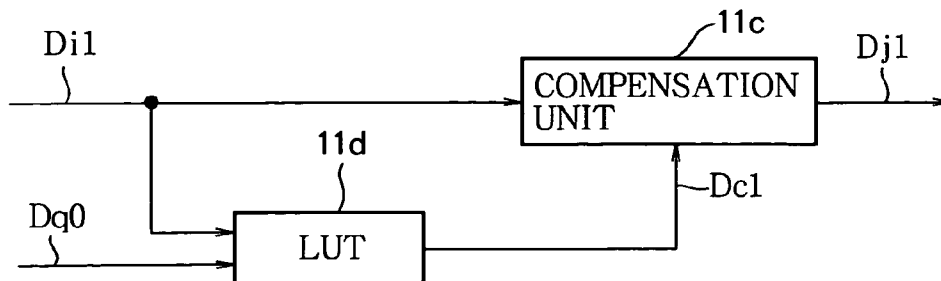 11c
Di1
Dj1
COMPENSATION
UNIT
11d
Dc1
Dq0
LUT